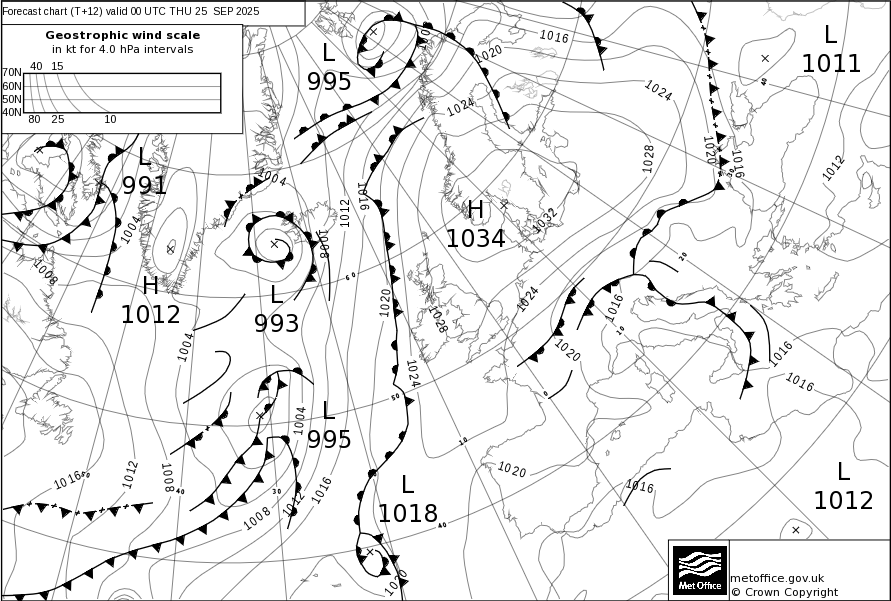 Forecast chart (T+12) valid 00 UTC THU 25 SEP 2025
Geostrophic wind scale
in kt for 4.0 hPa intervals
40 15
70N
60N
50N
40N
80 25 10
L
995
1016
1020
1024
1024
L
1011
40
1028
1020
1016
1012
L
991
1004
1004
1016
1012
1008
H
1034
1032
1008
H
1012
L
993
60
1020
1028
1024
1016
20
10
1004
1020
1016
1016
1024
50
0
L
995
1004
10
1016
50
1012
1008
40
30
1012
1016
1008
L
1018
40
1020
1020
1016
L
1012
Met Office
metoffice.gov.uk
© Crown Copyright